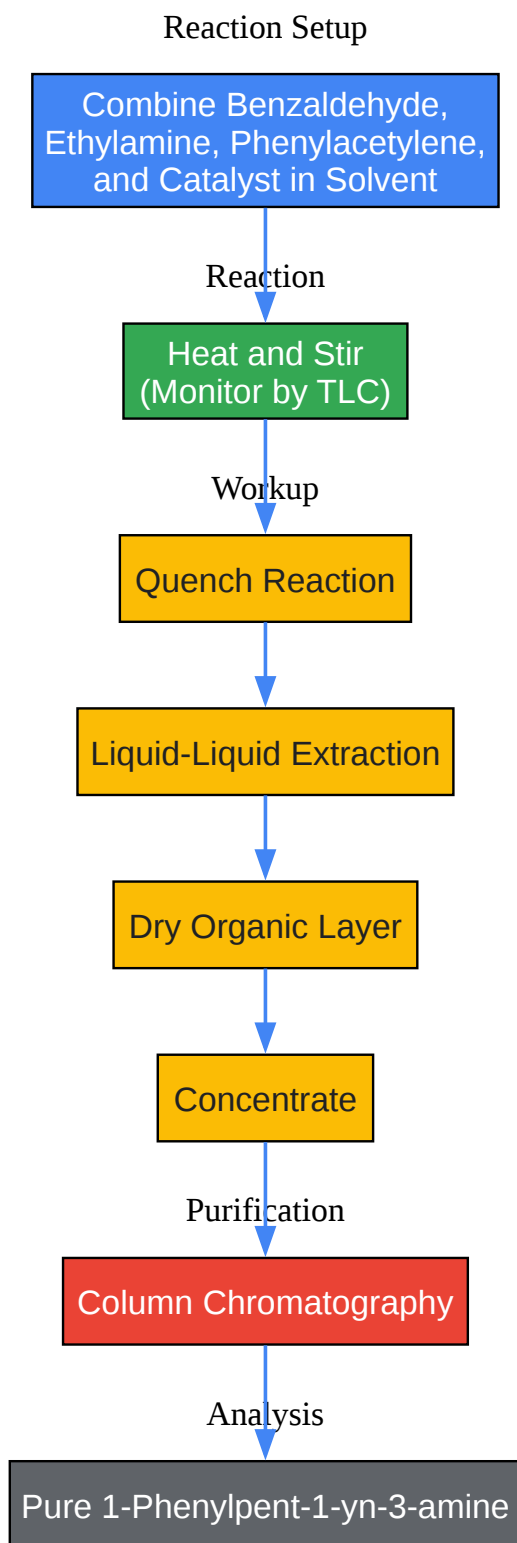 Reaction Setup
Combine Benzaldehyde,
Ethylamine, Phenylacetylene,
and Catalyst in Solvent
Reaction
Heat and Stir
(Monitor by TLC)
Workup
Quench Reaction
Liquid-Liquid Extraction
Dry Organic Layer
Concentrate
Purification
Column Chromatography
Analysis
Pure 1-Phenylpent-1-yn-3-amine